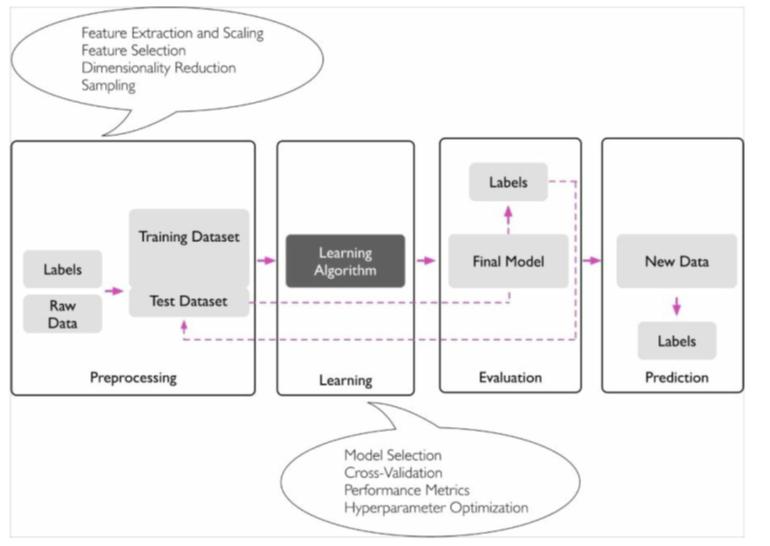 Feature Extraction and Scaling
Feature Selection
Dimensionality Reduction
Sampling
Labels
Raw
Data
Training Dataset
Test Dataset
Preprocessing
Learning
Algorithm
Learning
Labels
Final Model
Evaluation
New Data
Labels
Prediction
Model Selection
Cross-Validation
Performance Metrics
Hyperparameter Optimization